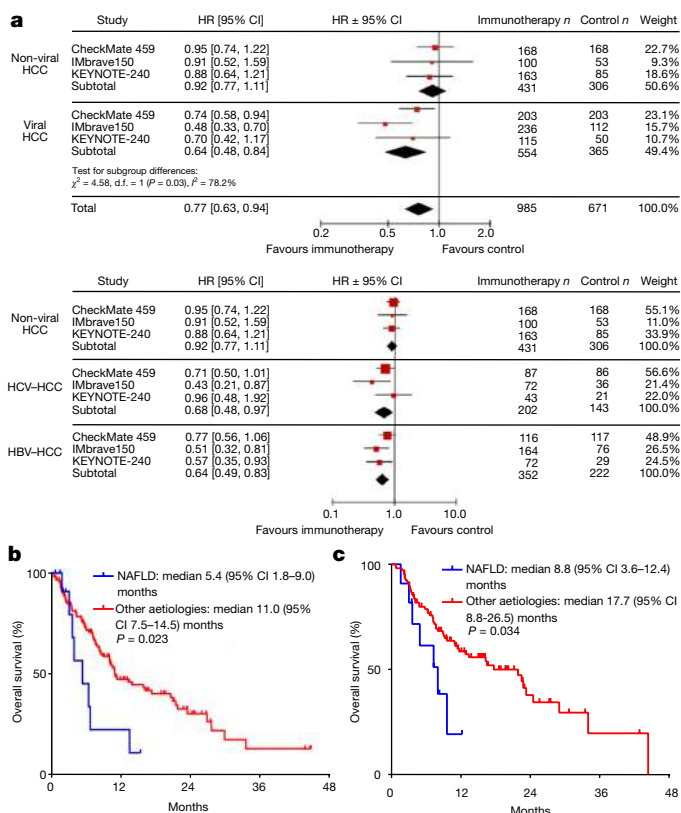 a
Study HR [95% CI] HR ± 95% CI Immunotherapy n Control n Weight
Non-viral HCC
CheckMate 459 0.95 [0.74, 1.22] 168 168 22.7%
IMbrave150 0.91 [0.52, 1.59] 100 53 9.3%
KEYNOTE-240 0.88 [0.64, 1.21] 163 85 18.6%
Subtotal 0.92 [0.77, 1.11] 431 306 50.6%
Viral HCC
CheckMate 459 0.74 [0.58, 0.94] 203 203 23.1%
IMbrave150 0.48 [0.33, 0.70] 236 112 15.7%
KEYNOTE-240 0.70 [0.42, 1.17] 115 50 10.7%
Subtotal 0.64 [0.48, 0.84] 554 365 49.4%
Test for subgroup differences:
χ² = 4.58, d.f. = 1 (P = 0.03), I² = 78.2%
Total 0.77 [0.63, 0.94] 985 671 100.0%
0.2 0.5 1.0 2.0
Favours immunotherapy Favours control
Study HR [95% CI] HR ± 95% CI Immunotherapy n Control n Weight
Non-viral HCC
CheckMate 459 0.95 [0.74, 1.22] 168 168 55.1%
IMbrave150 0.91 [0.52, 1.59] 100 53 11.0%
KEYNOTE-240 0.88 [0.64, 1.21] 163 85 33.9%
Subtotal 0.92 [0.77, 1.11] 431 306 100.0%
HCV–HCC
CheckMate 459 0.71 [0.50, 1.01] 87 86 56.6%
IMbrave150 0.43 [0.21, 0.87] 72 36 21.4%
KEYNOTE-240 0.96 [0.48, 1.92] 43 21 22.0%
Subtotal 0.68 [0.48, 0.97] 202 143 100.0%
HBV–HCC
CheckMate 459 0.77 [0.56, 1.06] 116 117 48.9%
IMbrave150 0.51 [0.32, 0.81] 164 76 26.5%
KEYNOTE-240 0.57 [0.35, 0.93] 72 29 24.5%
Subtotal 0.64 [0.49, 0.83] 352 222 100.0%
0.1 1.0 10.0
Favours immunotherapy Favours control
b
NAFLD: median 5.4 (95% CI 1.8–9.0)
months
Other aetiologies: median 11.0 (95%
CI 7.5–14.5) months
P = 0.023
Overall survival (%)
100
50
0
0 12 24 36 48
Months
c
NAFLD: median 8.8 (95% CI 3.6–12.4)
months
Other aetiologies: median 17.7 (95% CI
8.8-26.5) months
P = 0.034
Overall survival (%)
100
50
0
0 12 24 36 48
Months